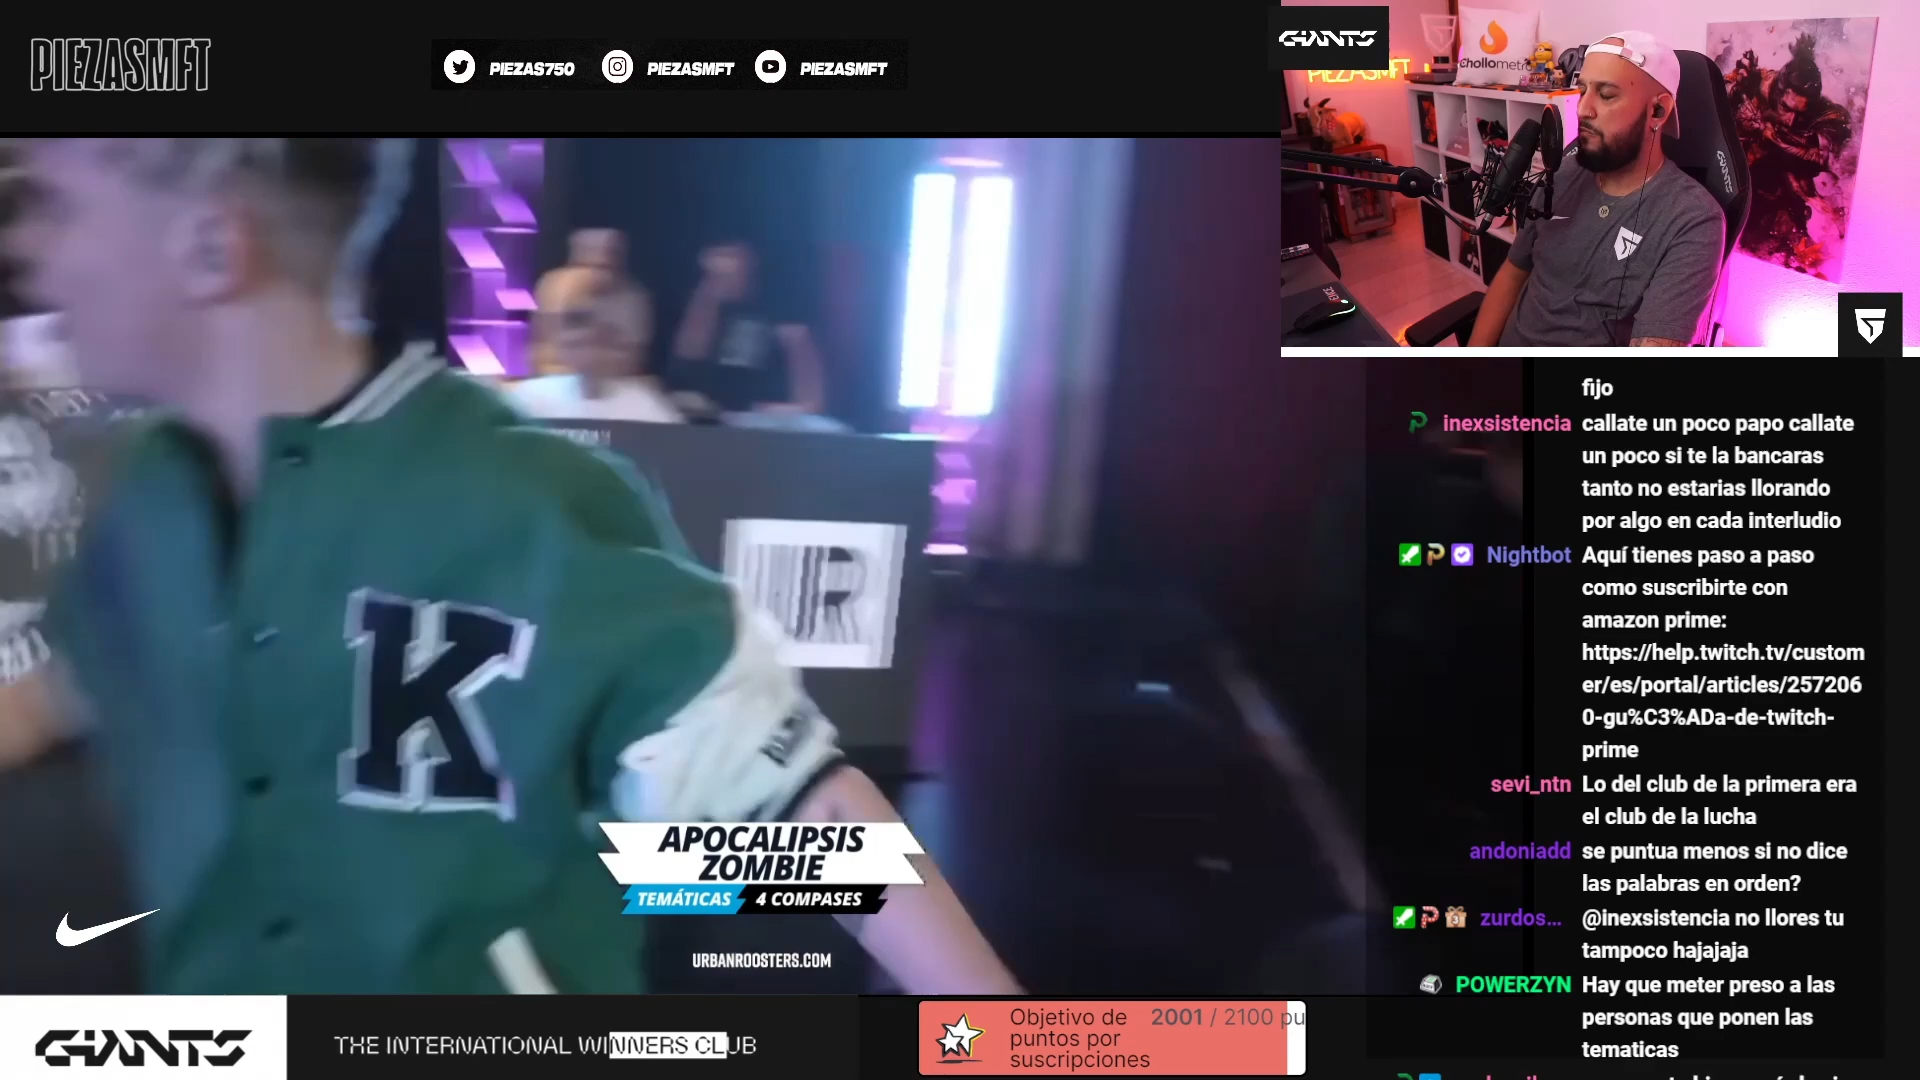 PIEZASMFT
PIEZAS750
PIEZASMFT
PIEZASMFT
GIANTS
PIEZASMFT
Chollometro
GIANTS
K
R
APOCALIPSIS
ZOMBIE
TEMÁTICAS
4 COMPASES
URBANROOSTERS.COM
fijo
inexsistencia callate un poco papo callate
un poco si te la bancaras
tanto no estarias llorando
por algo en cada interludio
Nightbot Aquí tienes paso a paso
como suscribirte con
amazon prime:
https://help.twitch.tv/custom
er/es/portal/articles/257206
0-gu%C3%ADa-de-twitch-
prime
sevi_ntn Lo del club de la primera era
el club de la lucha
andoniadd se puntua menos si no dice
las palabras en orden?
zurdos... @inexsistencia no llores tu
tampoco hajajaja
POWERZYN Hay que meter preso a las
personas que ponen las
tematicas
GIANTS
THE INTERNATIONAL WINNERS CLUB
Objetivo de
puntos por
suscripciones
2001 / 2100 pu